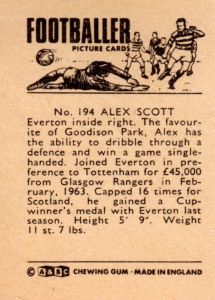 FOOTBALLER
PICTURE CARDS
No. 194 ALEX SCOTT
Everton inside right. The favour-
ite of Goodison Park, Alex has
the ability to dribble through a
defence and win a game single-
handed. Joined Everton in pre-
ference to Tottenham for £45,000
from Glasgow Rangers in Feb-
ruary, 1963. Capped 16 times for
Scotland, he gained a Cup-
winner's medal with Everton last
season. Height 5' 9". Weight
11 st. 7 lbs.
© A&BC CHEWING GUM · MADE IN ENGLAND